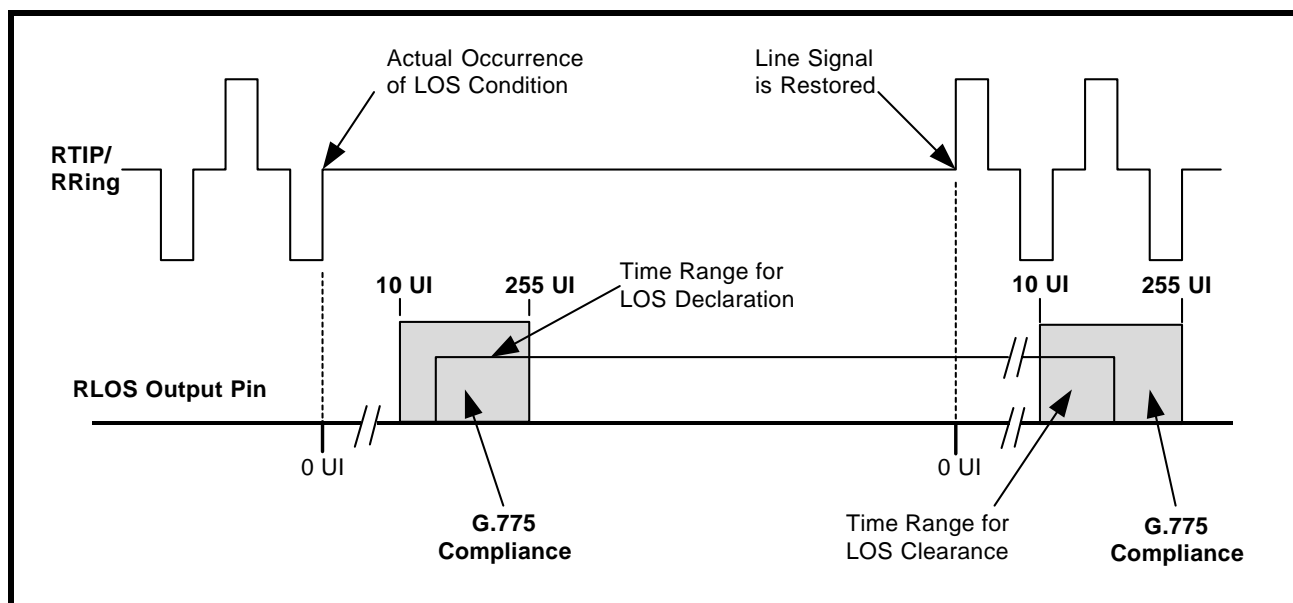 Actual Occurrence
of LOS Condition
Line Signal
is Restored
RTIP/
RRing
10 UI
255 UI
Time Range for
LOS Declaration
10 UI
255 UI
RLOS Output Pin
0 UI
0 UI
G.775
Compliance
Time Range for
LOS Clearance
G.775
Compliance